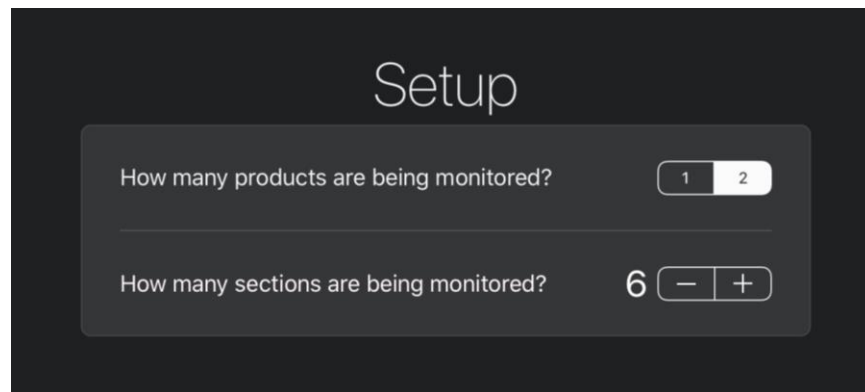 Setup
How many products are being monitored? 1 2
How many sections are being monitored? 6 − +